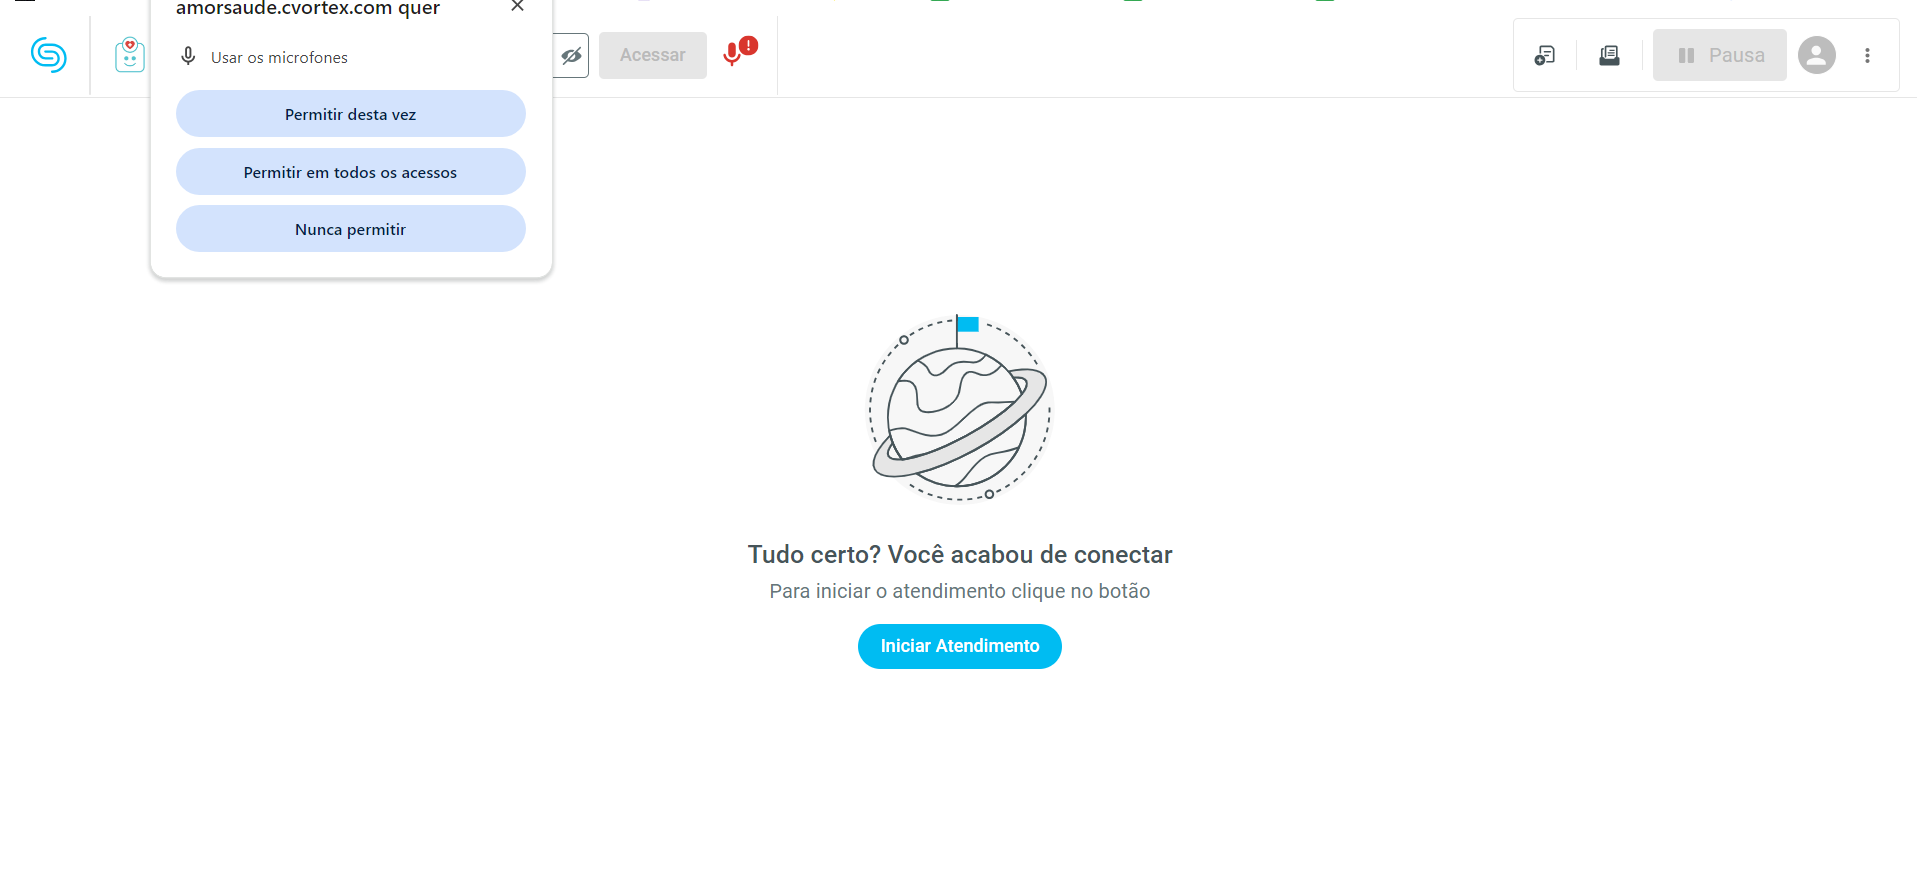 amorsaude.cvortex.com quer
Usar os microfones
Permitir desta vez
Permitir em todos os acessos
Nunca permitir
Acessar
Pausa
Tudo certo? Você acabou de conectar
Para iniciar o atendimento clique no botão
Iniciar Atendimento